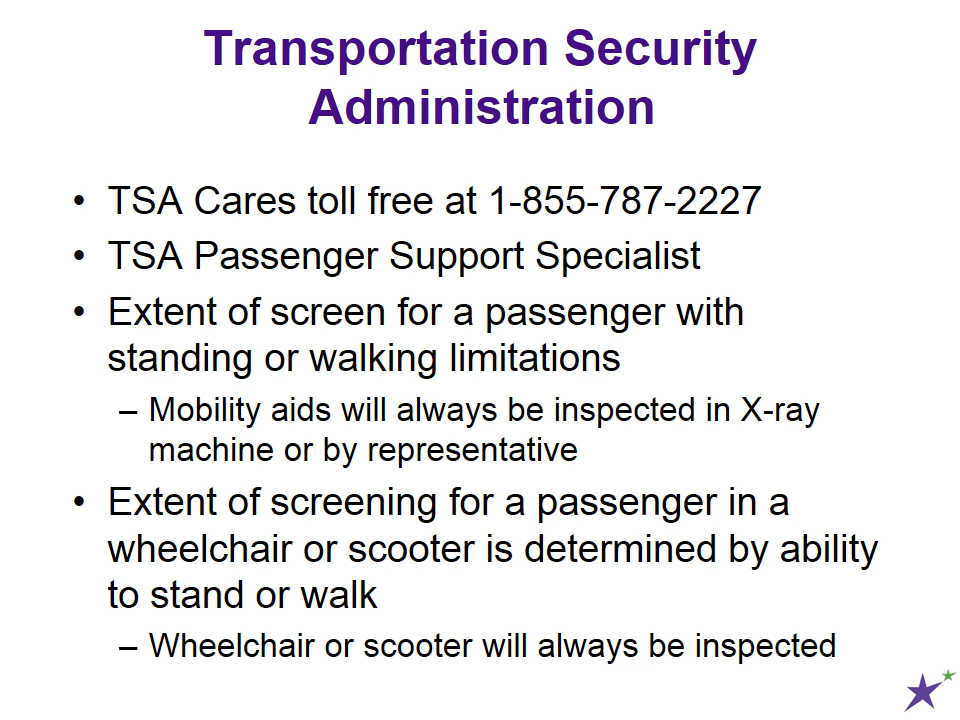 Transportation Security
Administration
• TSA Cares toll free at 1-855-787-2227
• TSA Passenger Support Specialist
• Extent of screen for a passenger with
standing or walking limitations
– Mobility aids will always be inspected in X-ray
machine or by representative
• Extent of screening for a passenger in a
wheelchair or scooter is determined by ability
to stand or walk
– Wheelchair or scooter will always be inspected